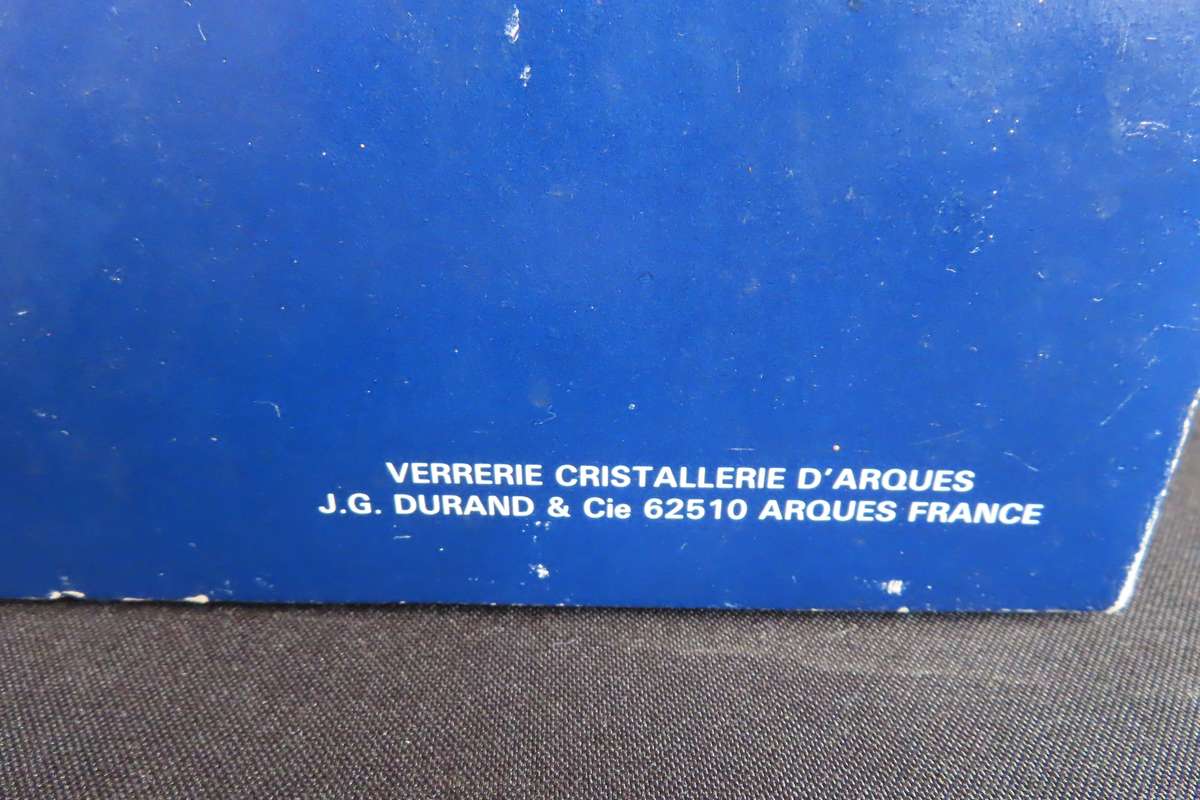 VERRERIE CRISTALLERIE D'ARQUES
J.G. DURAND & Cie 62510 ARQUES FRANCE